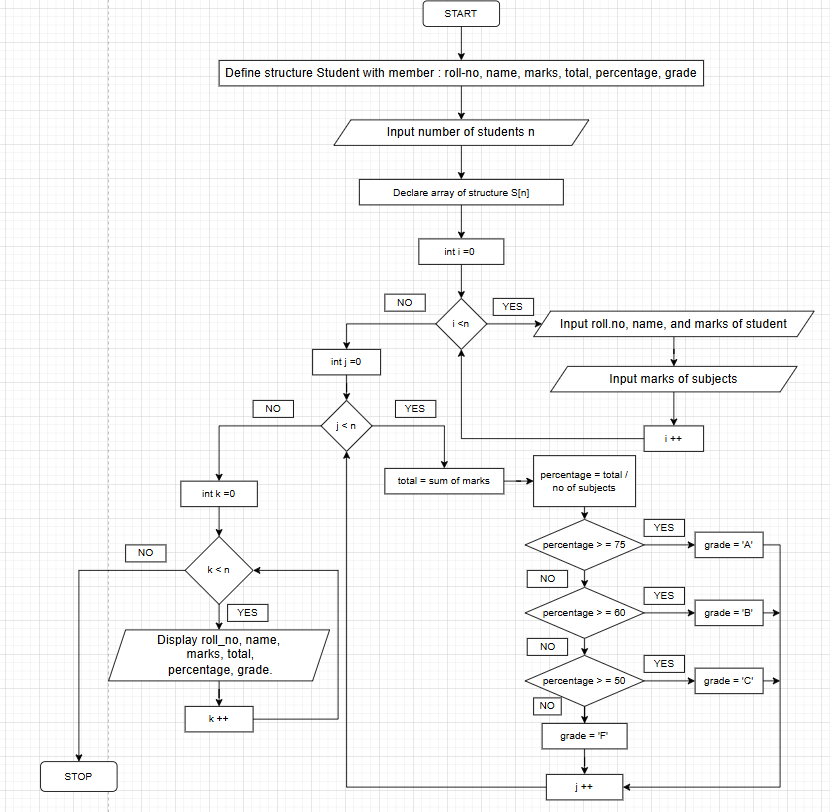 START
Define structure Student with member : roll-no, name, marks, total, percentage, grade
Input number of students n
Declare array of structure S[n]
int i =0
NO
YES
i <n
Input roll.no, name, and marks of student
int j =0
Input marks of subjects
NO
YES
j < n
i ++
total = sum of marks
percentage = total /
no of subjects
int k =0
YES
percentage > = 75
grade = 'A'
NO
k < n
NO
YES
YES
percentage > = 60
grade = 'B'
Display roll_no, name,
marks, total,
percentage, grade.
NO
YES
percentage > = 50
grade = 'C'
NO
k ++
grade = 'F'
STOP
j ++